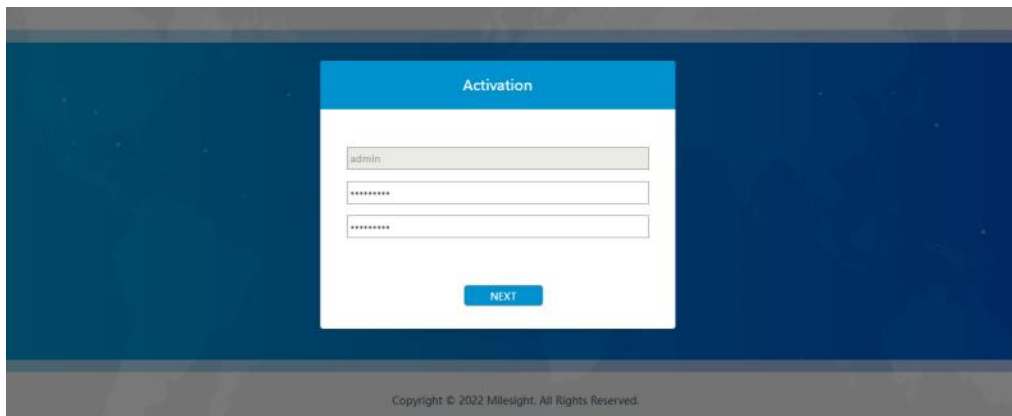 Activation
admin
•••••••••
•••••••••
NEXT
Copyright © 2022 Milesight. All Rights Reserved.